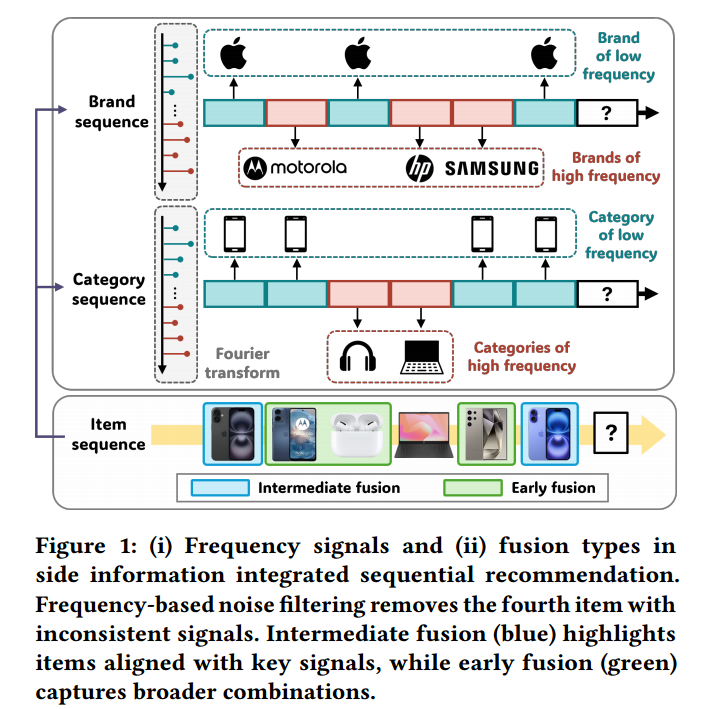 Brand
of low
frequency
Brand
sequence
?
motorola
hp
SAMSUNG
Brands of
high frequency
Category
of low
frequency
Category
sequence
?
Fourier
transform
Categories of
high frequency
Item
sequence
?
Intermediate fusion
Early fusion
Figure 1: (i) Frequency signals and (ii) fusion types in
side information integrated sequential recommendation.
Frequency-based noise filtering removes the fourth item with
inconsistent signals. Intermediate fusion (blue) highlights
items aligned with key signals, while early fusion (green)
captures broader combinations.